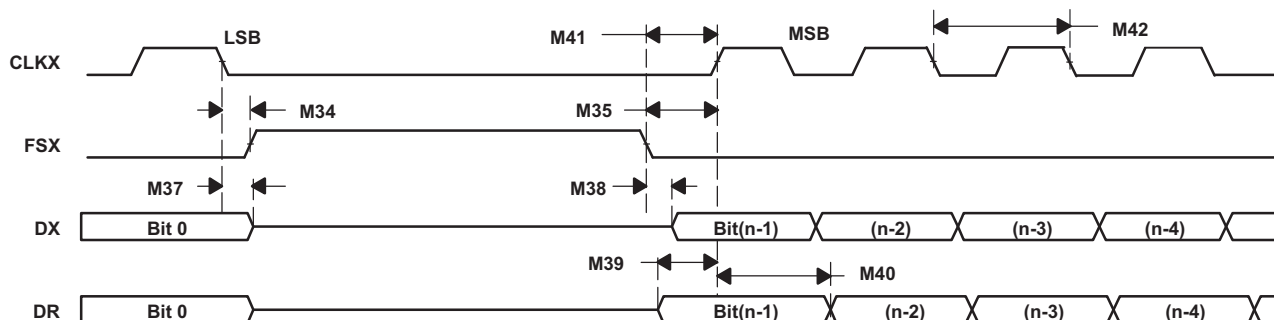 LSB M41 MSB M42
CLKX
M34 M35
FSX
M37 M38
DX Bit 0 Bit(n-1) (n-2) (n-3) (n-4)
M39 M40
DR Bit 0 Bit(n-1) (n-2) (n-3) (n-4)